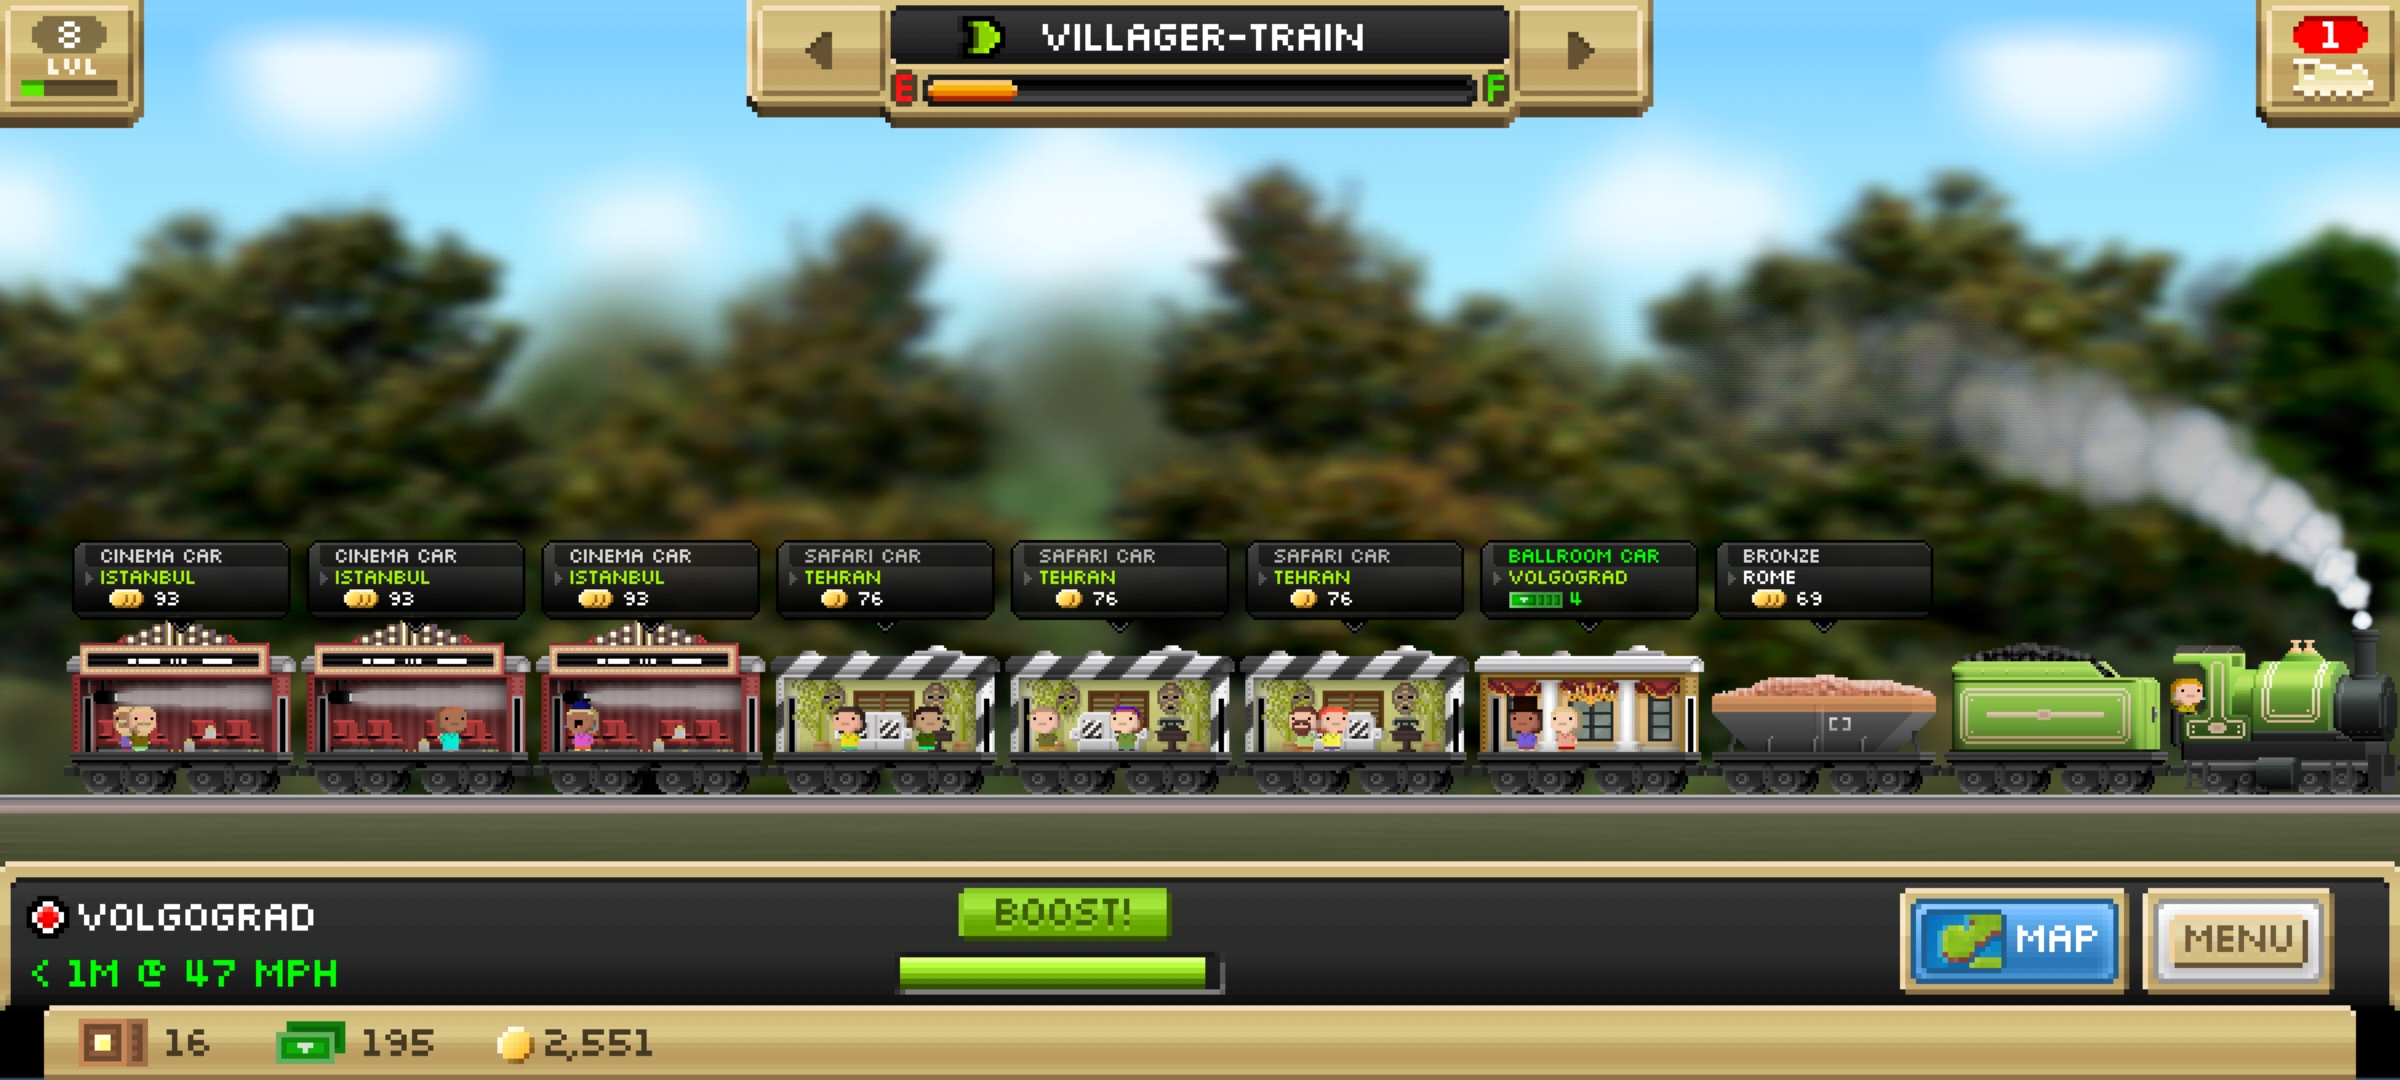 8
LVL
VILLAGER-TRAIN
E F
1
CINEMA CAR
ISTANBUL
93
CINEMA CAR
ISTANBUL
93
CINEMA CAR
ISTANBUL
93
SAFARI CAR
TEHRAN
76
SAFARI CAR
TEHRAN
76
SAFARI CAR
TEHRAN
76
BALLROOM CAR
VOLGOGRAD
4
BRONZE
ROME
69
VOLGOGRAD
< 1M @ 47 MPH
BOOST!
MAP
MENU
16
195
2,551